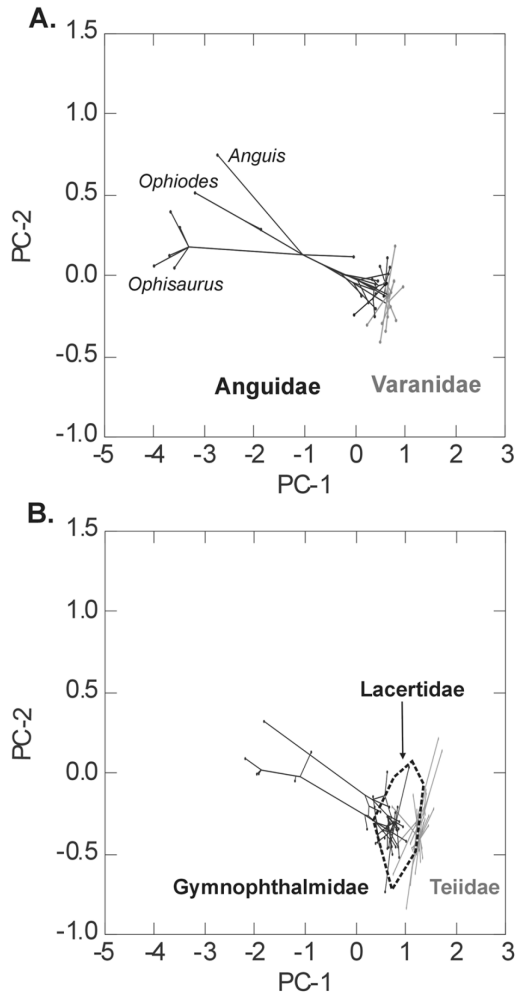 A.
1.5
1.0
Anguis
0.5
Ophiodes
PC-2
0.0
Ophisaurus
-0.5
Anguidae Varanidae
-1.0
-5 -4 -3 -2 -1 0 1 2 3
PC-1
B.
1.5
1.0
Lacertidae
0.5
PC-2
0.0
-0.5
Gymnophthalmidae Teiidae
-1.0
-5 -4 -3 -2 -1 0 1 2 3
PC-1